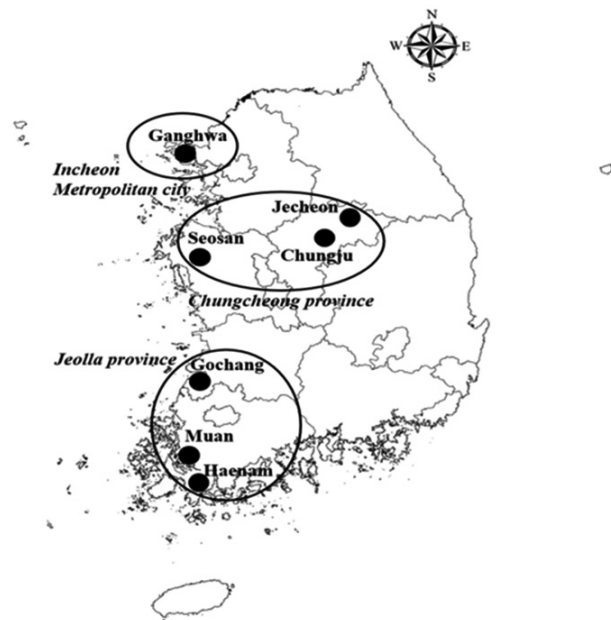 N
W E
S
Ganghwa
Incheon
Metropolitan city
Jecheon
Seosan
Chungju
Chungcheong province
Jeolla province
Gochang
Muan
Haenam